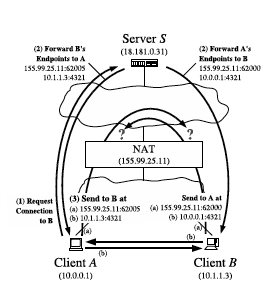 Server S
(18.181.0.31)
(2) Forward B's
Endpoints to A
155.99.25.11:62005
10.1.1.3:4321
(2) Forward A's
Endpoints to B
155.99.25.11:62000
10.0.0.1:4321
?
?
NAT
(155.99.25.11)
(1) Request
Connection
to B
(3) Send to B at
(a) 155.99.25.11:62005
(b) 10.1.1.3:4321
Send to A at
(a) 155.99.25.11:62000
(b) 10.0.0.1:4321
(a)
(a)
(b)
(b)
Client A
(10.0.0.1)
Client B
(10.1.1.3)